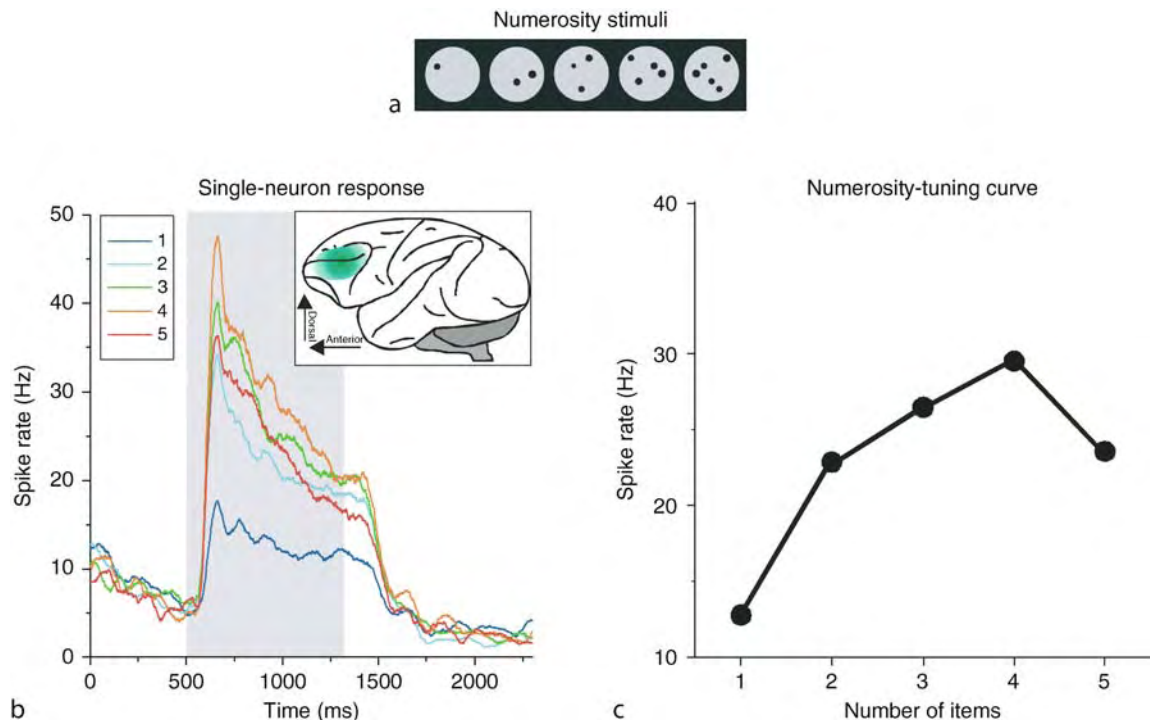 Numerosity stimuli
a
Single-neuron response
50
40
30
20
10
0
Spike rate (Hz)
1
2
3
4
5
Dorsal
Anterior
0
500
1000
1500
2000
Time (ms)
b
Numerosity-tuning curve
40
30
20
10
Spike rate (Hz)
1
2
3
4
5
Number of items
c